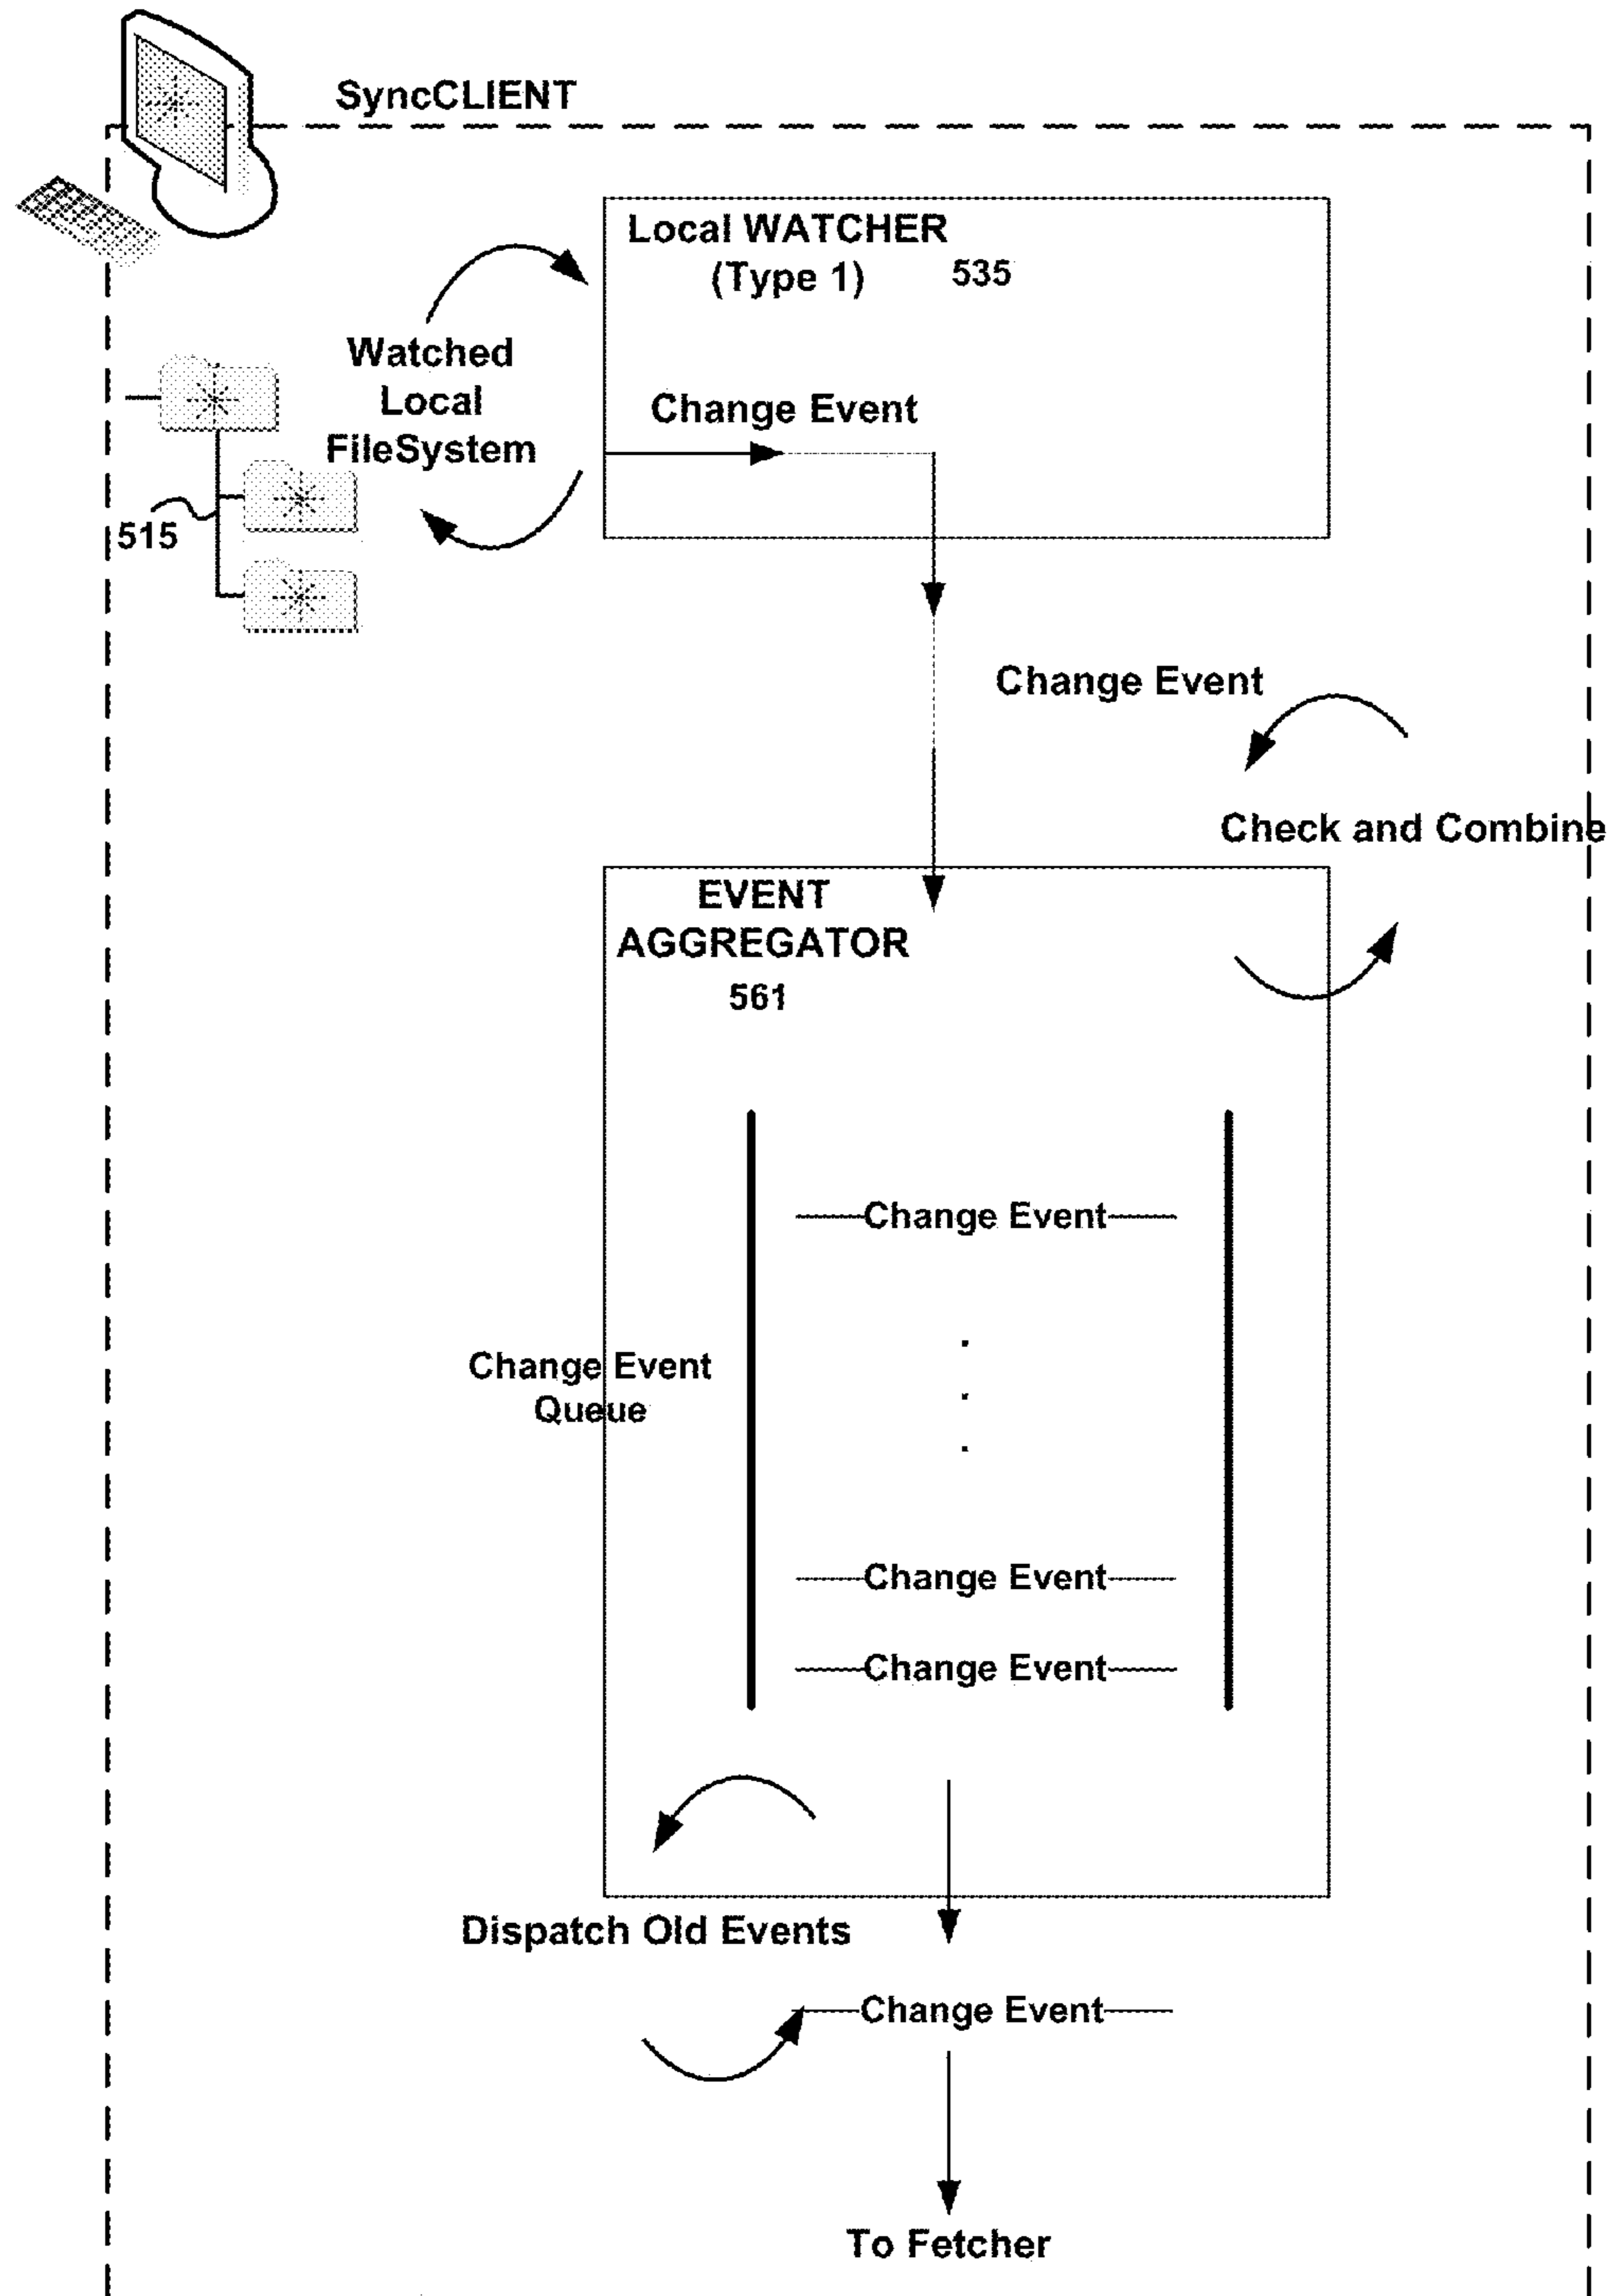 SyncCLIENT
Local WATCHER
(Type 1) 535
Watched
Local
FileSystem
Change Event
515
Change Event
Check and Combine
EVENT
AGGREGATOR
561
Change Event
Change Event
Queue
Change Event
Change Event
Dispatch Old Events
Change Event
To Fetcher